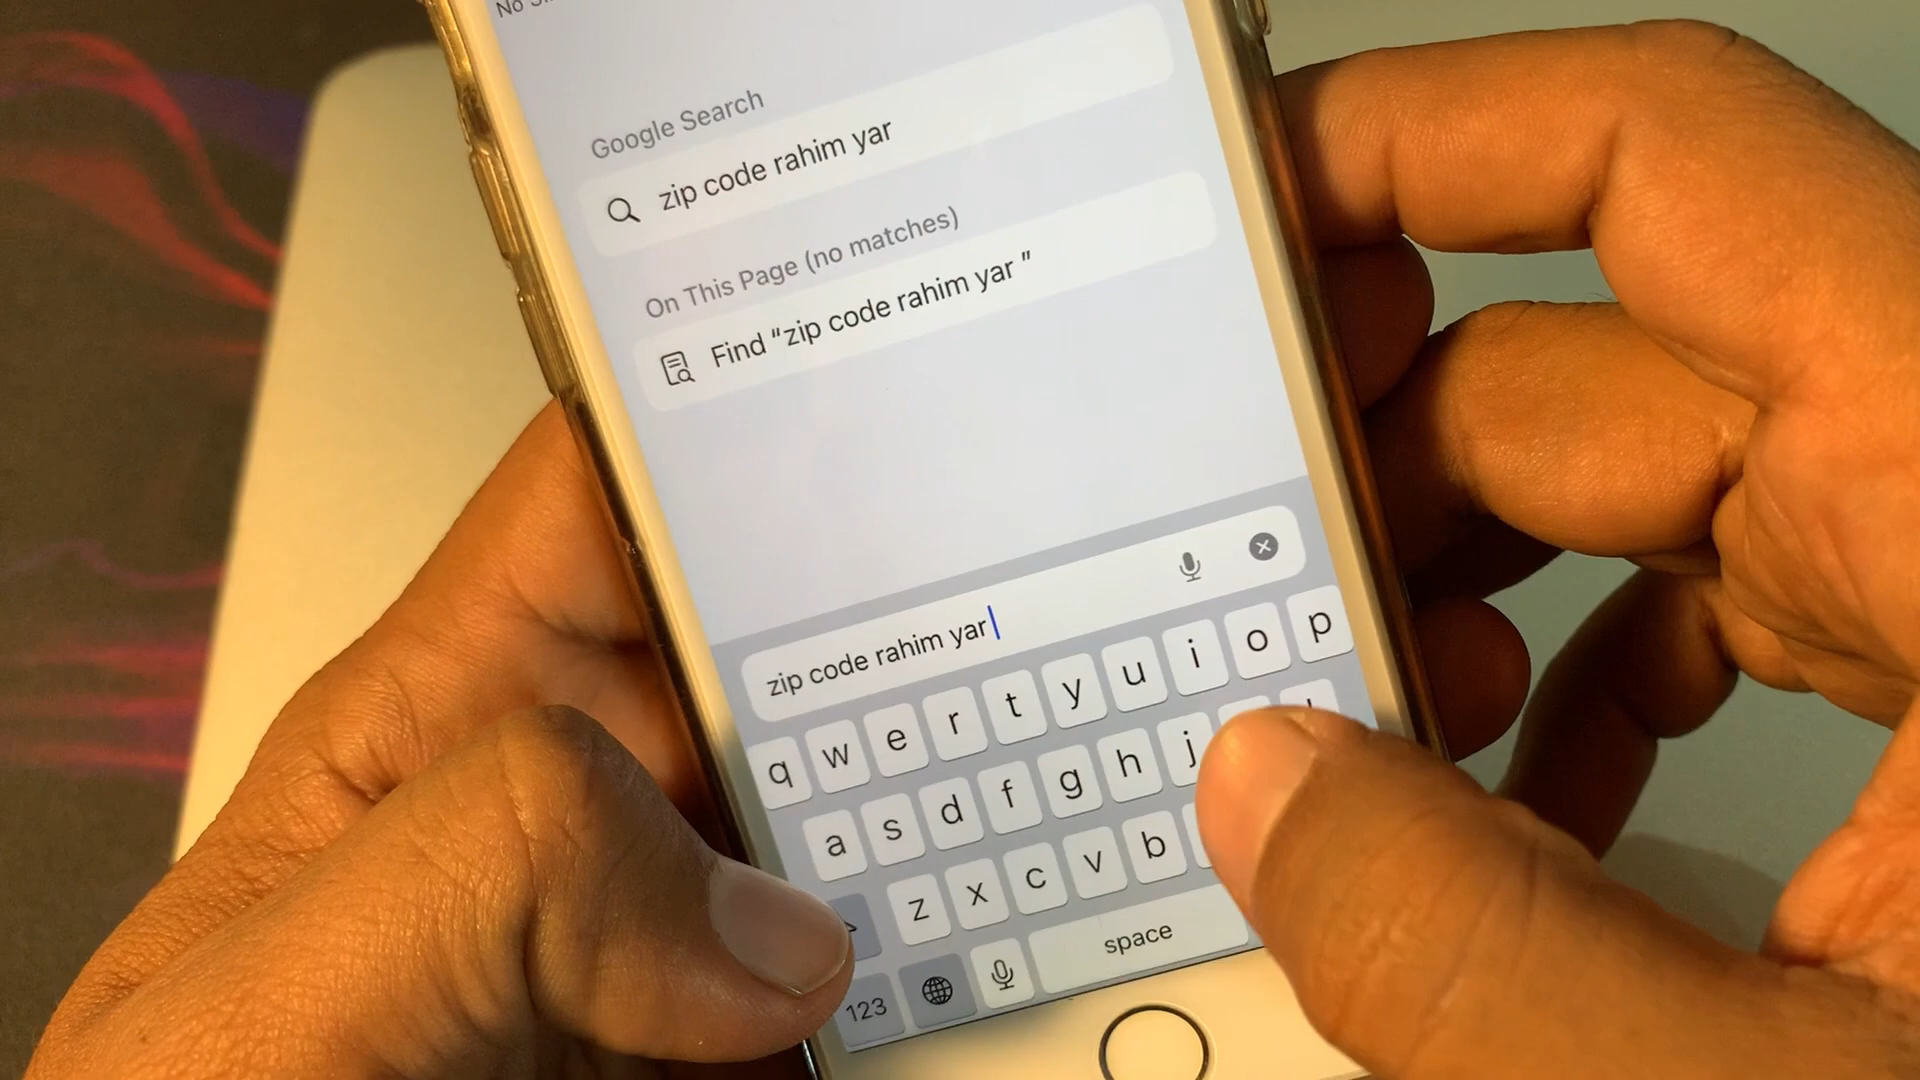 No
Google Search
zip code rahim yar
On This Page (no matches)
Find "zip code rahim yar "
zip code rahim yar
q w e r t y u i o p
a s d f g h j
z x c v b
123 space